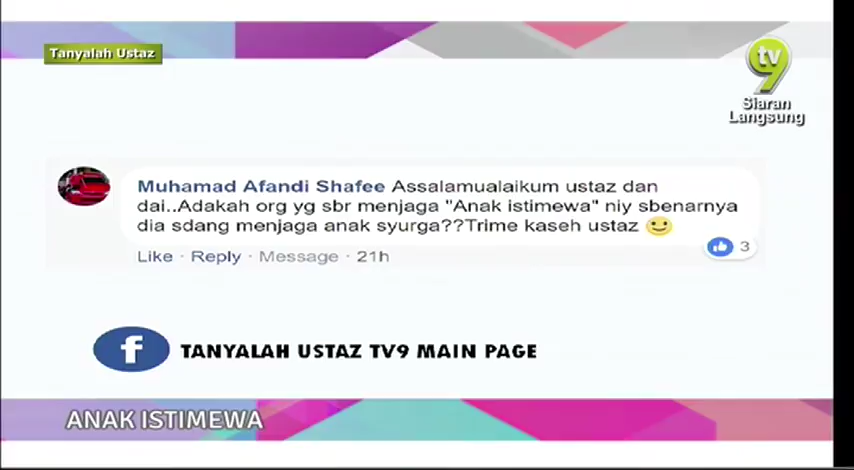 Tanyalah Ustaz
tv
9
Siaran
Langsung
Muhamad Afandi Shafee Assalamualaikum ustaz dan
dai..Adakah org yg sbr menjaga "Anak istimewa" niy sbenarnya
dia sdang menjaga anak syurga??Trime kaseh ustaz 🙂
3
Like · Reply · Message · 21h
f TANYALAH USTAZ TV9 MAIN PAGE
ANAK ISTIMEWA